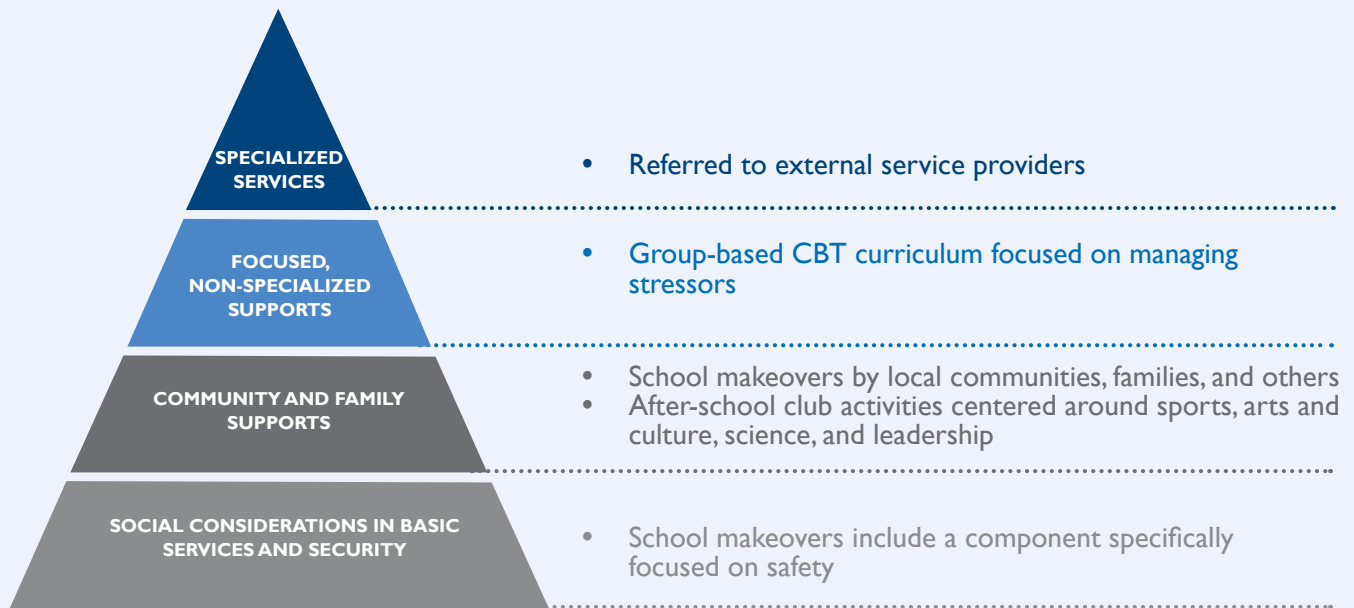 SPECIALIZED
SERVICES
• Referred to external service providers
FOCUSED,
NON-SPECIALIZED
SUPPORTS
• Group-based CBT curriculum focused on managing
stressors
COMMUNITY AND FAMILY
SUPPORTS
• School makeovers by local communities, families, and others
• After-school club activities centered around sports, arts and
culture, science, and leadership
SOCIAL CONSIDERATIONS IN BASIC
SERVICES AND SECURITY
• School makeovers include a component specifically
focused on safety